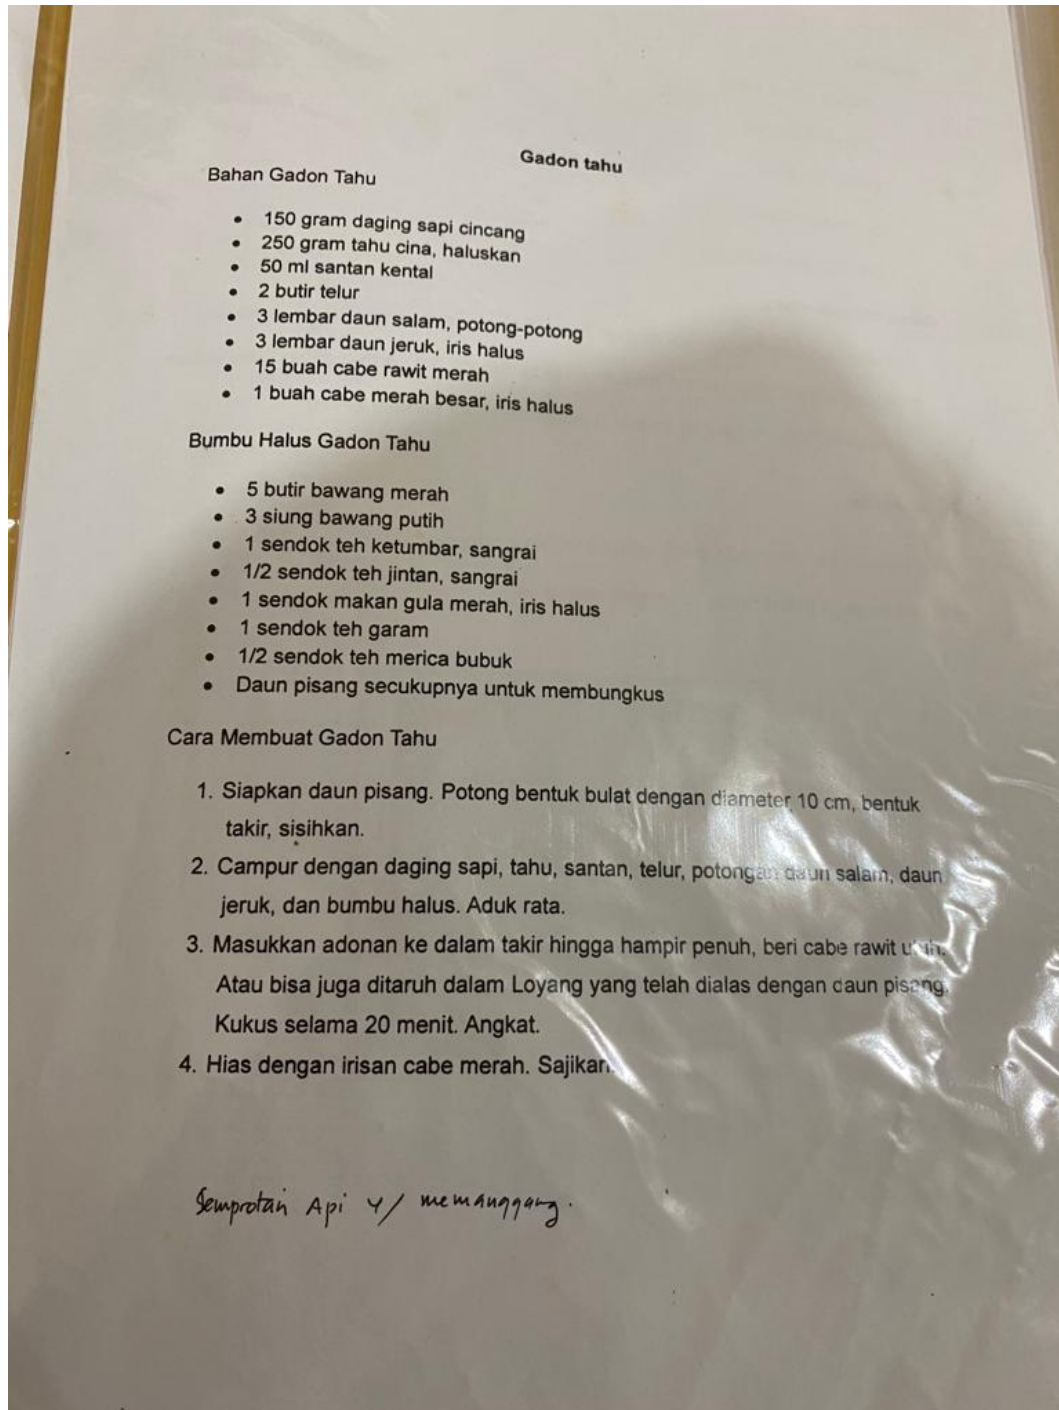 Gadon tahu
Bahan Gadon Tahu
• 150 gram daging sapi cincang
• 250 gram tahu cina, haluskan
• 50 ml santan kental
• 2 butir telur
• 3 lembar daun salam, potong-potong
• 3 lembar daun jeruk, iris halus
• 15 buah cabe rawit merah
• 1 buah cabe merah besar, iris halus
Bumbu Halus Gadon Tahu
• 5 butir bawang merah
• 3 siung bawang putih
• 1 sendok teh ketumbar, sangrai
• 1/2 sendok teh jintan, sangrai
• 1 sendok makan gula merah, iris halus
• 1 sendok teh garam
• 1/2 sendok teh merica bubuk
• Daun pisang secukupnya untuk membungkus
Cara Membuat Gadon Tahu
1. Siapkan daun pisang. Potong bentuk bulat dengan diameter 10 cm, bentuk
takir, sisihkan.
2. Campur dengan daging sapi, tahu, santan, telur, potongan daun salam, daun
jeruk, dan bumbu halus. Aduk rata.
3. Masukkan adonan ke dalam takir hingga hampir penuh, beri cabe rawit utuh.
Atau bisa juga ditaruh dalam Loyang yang telah dialas dengan daun pisang.
Kukus selama 20 menit. Angkat.
4. Hias dengan irisan cabe merah. Sajikan.
Semprotan Api y/ memanggang.